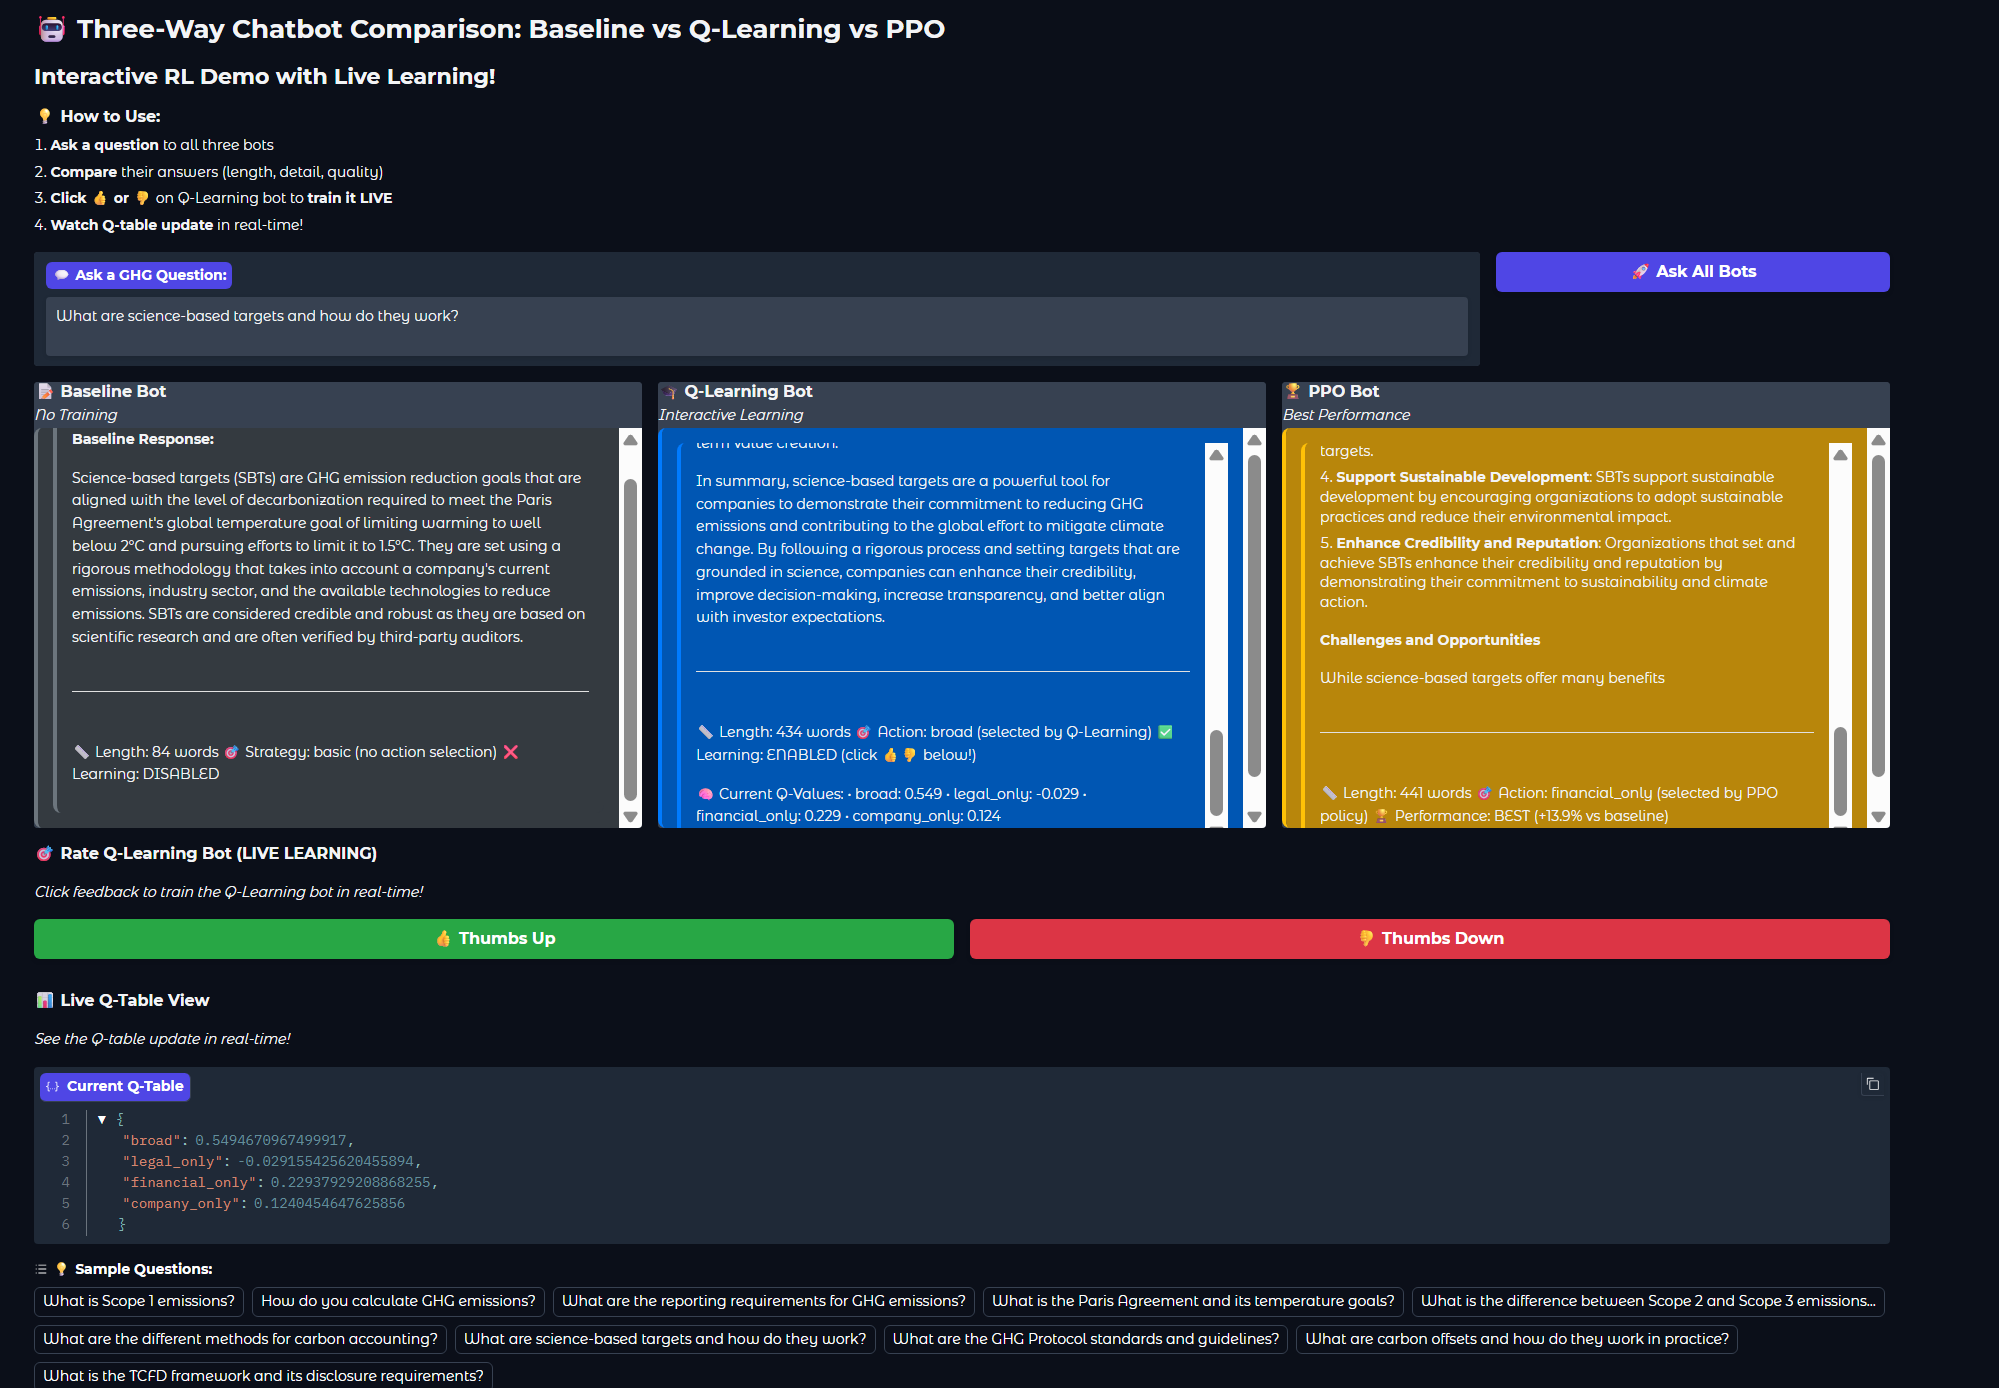 🤖 Three-Way Chatbot Comparison: Baseline vs Q-Learning vs PPO
Interactive RL Demo with Live Learning!
💡 How to Use:
1. Ask a question to all three bots
2. Compare their answers (length, detail, quality)
3. Click 👍 or 👎 on Q-Learning bot to train it LIVE
4. Watch Q-table update in real-time!
💬 Ask a GHG Question:
🚀 Ask All Bots
What are science-based targets and how do they work?
📝 Baseline Bot
No Training
Baseline Response:
Science-based targets (SBTs) are GHG emission reduction goals that are
aligned with the level of decarbonization required to meet the Paris
Agreement's global temperature goal of limiting warming to well
below 2°C and pursuing efforts to limit it to 1.5°C. They are set using a
rigorous methodology that takes into account a company's current
emissions, industry sector, and the available technologies to reduce
emissions. SBTs are considered credible and robust as they are based on
scientific research and are often verified by third-party auditors.
📏 Length: 84 words 🎯 Strategy: basic (no action selection) ❌
Learning: DISABLED
🎓 Q-Learning Bot
Interactive Learning
term value creation.
In summary, science-based targets are a powerful tool for
companies to demonstrate their commitment to reducing GHG
emissions and contributing to the global effort to mitigate climate
change. By following a rigorous process and setting targets that are
grounded in science, companies can enhance their credibility,
improve decision-making, increase transparency, and better align
with investor expectations.
📏 Length: 434 words 🎯 Action: broad (selected by Q-Learning) ✅
Learning: ENABLED (click 👍 👎 below!)
🧠 Current Q-Values: • broad: 0.549 • legal_only: -0.029 •
financial_only: 0.229 • company_only: 0.124
🏆 PPO Bot
Best Performance
targets.
4. Support Sustainable Development: SBTs support sustainable
development by encouraging organizations to adopt sustainable
practices and reduce their environmental impact.
5. Enhance Credibility and Reputation: Organizations that set and
achieve SBTs enhance their credibility and reputation by
demonstrating their commitment to sustainability and climate
action.
Challenges and Opportunities
While science-based targets offer many benefits
📏 Length: 441 words 🎯 Action: financial_only (selected by PPO
policy) 🏆 Performance: BEST (+13.9% vs baseline)
🎯 Rate Q-Learning Bot (LIVE LEARNING)
Click feedback to train the Q-Learning bot in real-time!
👍 Thumbs Up
👎 Thumbs Down
📊 Live Q-Table View
See the Q-table update in real-time!
{..} Current Q-Table
1 ▼ {
2 "broad": 0.5494670967499917,
3 "legal_only": -0.029155425620455894,
4 "financial_only": 0.22937929208868255,
5 "company_only": 0.1240454647625856
6 }
💡 Sample Questions:
What is Scope 1 emissions?
How do you calculate GHG emissions?
What are the reporting requirements for GHG emissions?
What is the Paris Agreement and its temperature goals?
What is the difference between Scope 2 and Scope 3 emissions...
What are the different methods for carbon accounting?
What are science-based targets and how do they work?
What are the GHG Protocol standards and guidelines?
What are carbon offsets and how do they work in practice?
What is the TCFD framework and its disclosure requirements?